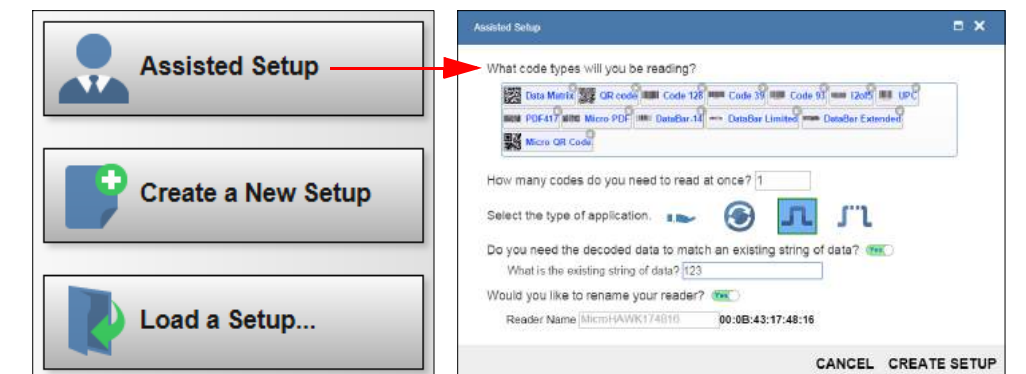 Assisted Setup
Create a New Setup
Load a Setup...
Assisted Setup
What code types will you be reading?
Data Matrix QR code Code 128 Code 39 Code 93 I2of5 UPC
PDF417 Micro PDF DataBar-14 DataBar Limited DataBar Extended
Micro QR Code
How many codes do you need to read at once? 1
Select the type of application.
Do you need the decoded data to match an existing string of data? Yes
What is the existing string of data? 123
Would you like to rename your reader? Yes
Reader Name MicroHAWK174816 00:0B:43:17:48:16
CANCEL CREATE SETUP